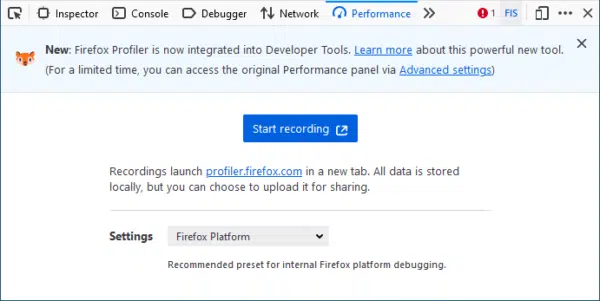 Inspector Console Debugger Network Performance 1 FIS
New: Firefox Profiler is now integrated into Developer Tools. Learn more about this powerful new tool.
(For a limited time, you can access the original Performance panel via Advanced settings)
Start recording
Recordings launch profiler.firefox.com in a new tab. All data is stored
locally, but you can choose to upload it for sharing.
Settings Firefox Platform
Recommended preset for internal Firefox platform debugging.